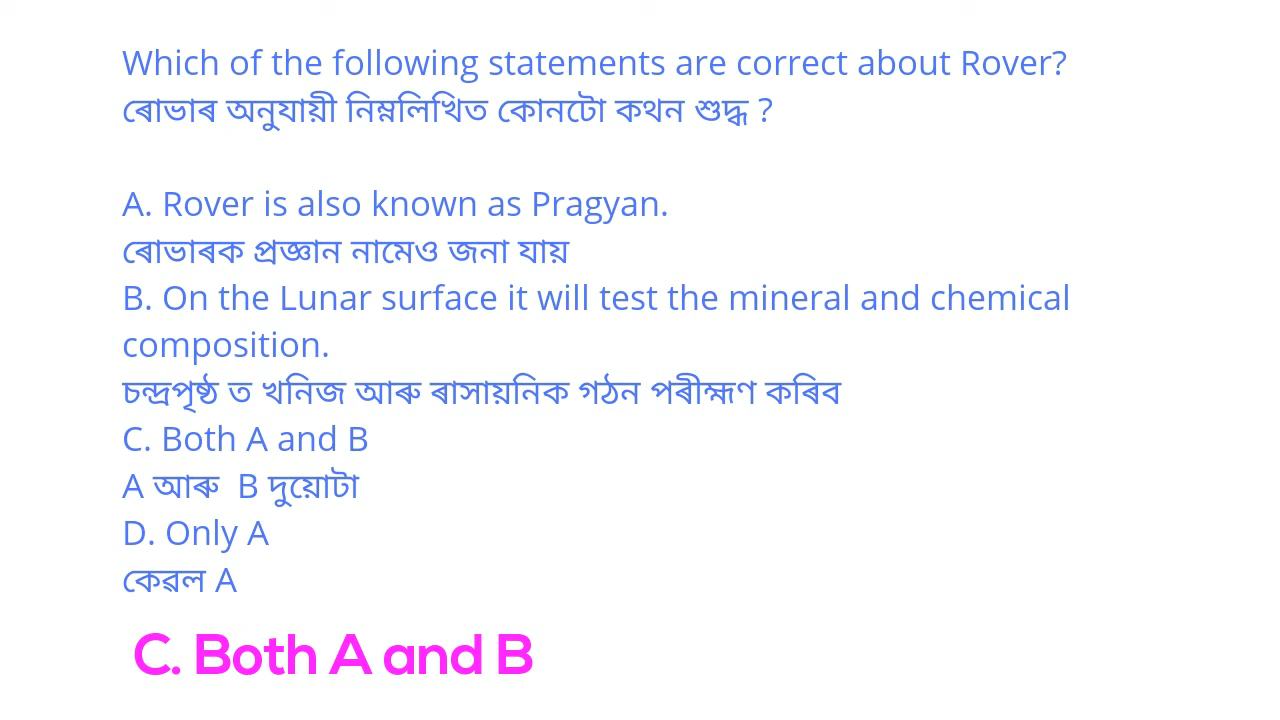 Which of the following statements are correct about Rover?
ৰোভাৰ অনুযায়ী নিম্নলিখিত কোনটো কথন শুদ্ধ ?
A. Rover is also known as Pragyan.
ৰোভাৰক প্ৰজ্ঞান নামেও জনা যায়
B. On the Lunar surface it will test the mineral and chemical
composition.
চন্দ্ৰপৃষ্ঠ ত খনিজ আৰু ৰাসায়নিক গঠন পৰীহ্মণ কৰিব
C. Both A and B
A আৰু B দুয়োটা
D. Only A
কেৱল A
C. Both A and B